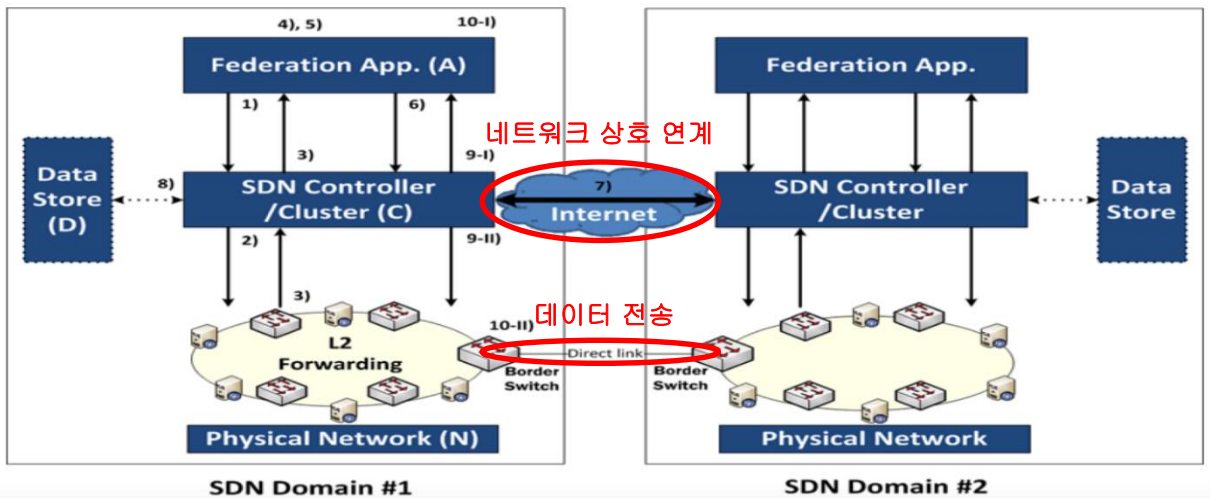 4), 5)
10-I)
Federation App. (A)
1)
6)
3)
9-I)
Data
Store
(D)
8)
SDN Controller
/Cluster (C)
2)
9-II)
3)
L2
Forwarding
10-II)
Border
Switch
Physical Network (N)
SDN Domain #1
네트워크 상호 연계
7)
Internet
데이터 전송
Direct link
Federation App.
SDN Controller
/Cluster
Data
Store
Border
Switch
Physical Network
SDN Domain #2